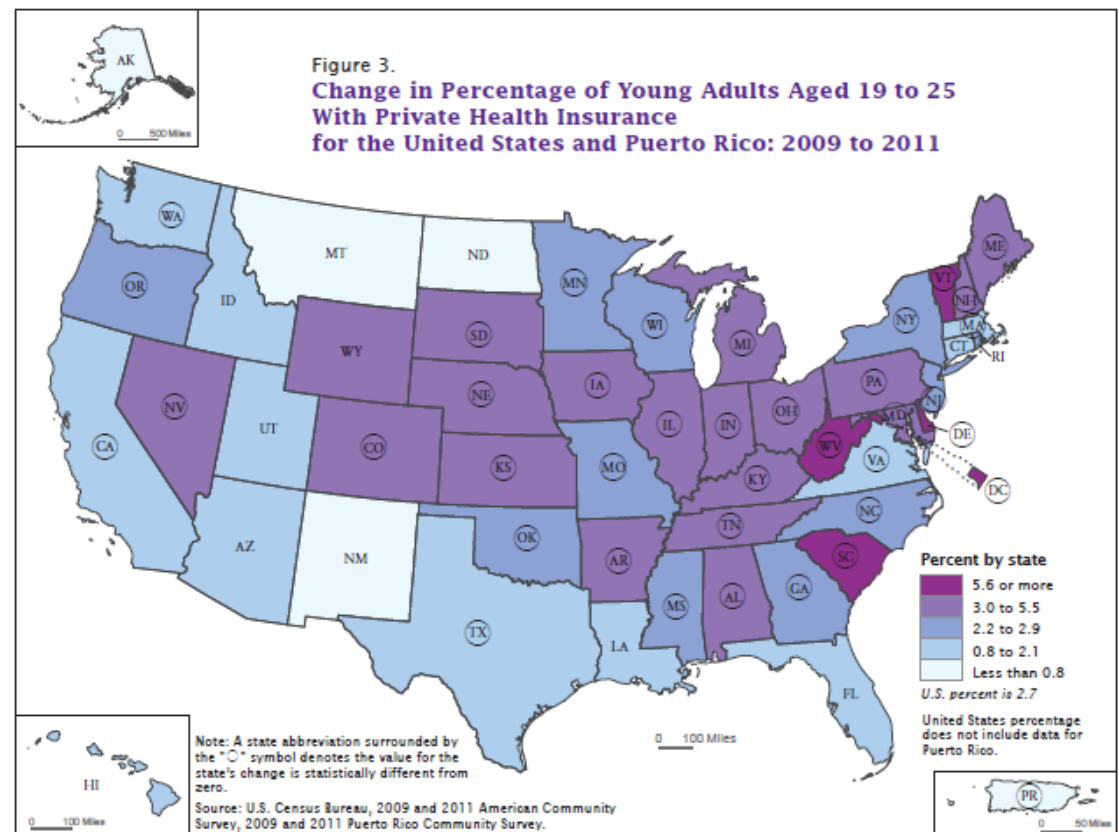 AK
0 500 Miles
Figure 3.
Change in Percentage of Young Adults Aged 19 to 25
With Private Health Insurance
for the United States and Puerto Rico: 2009 to 2011
WA
MT
ND
ME
OR
ID
MN
VT
NH
WI
NY
MA
SD
WY
MI
CT
RI
IA
PA
NE
NV
OH
NJ
IL
IN
MD
UT
CO
DE
CA
WV
KS
MO
VA
KY
DC
NC
TN
OK
AZ
NM
AR
SC
MS
AL
GA
TX
LA
FL
Percent by state
5.6 or more
3.0 to 5.5
2.2 to 2.9
0.8 to 2.1
Less than 0.8
U.S. percent is 2.7
United States percentage
does not include data for
Puerto Rico.
0 100 Miles
HI
0 100 Miles
Note: A state abbreviation surrounded by
the "○" symbol denotes the value for the
state's change is statistically different from
zero.
Source: U.S. Census Bureau, 2009 and 2011 American Community
Survey, 2009 and 2011 Puerto Rico Community Survey.
PR
0 50 Miles